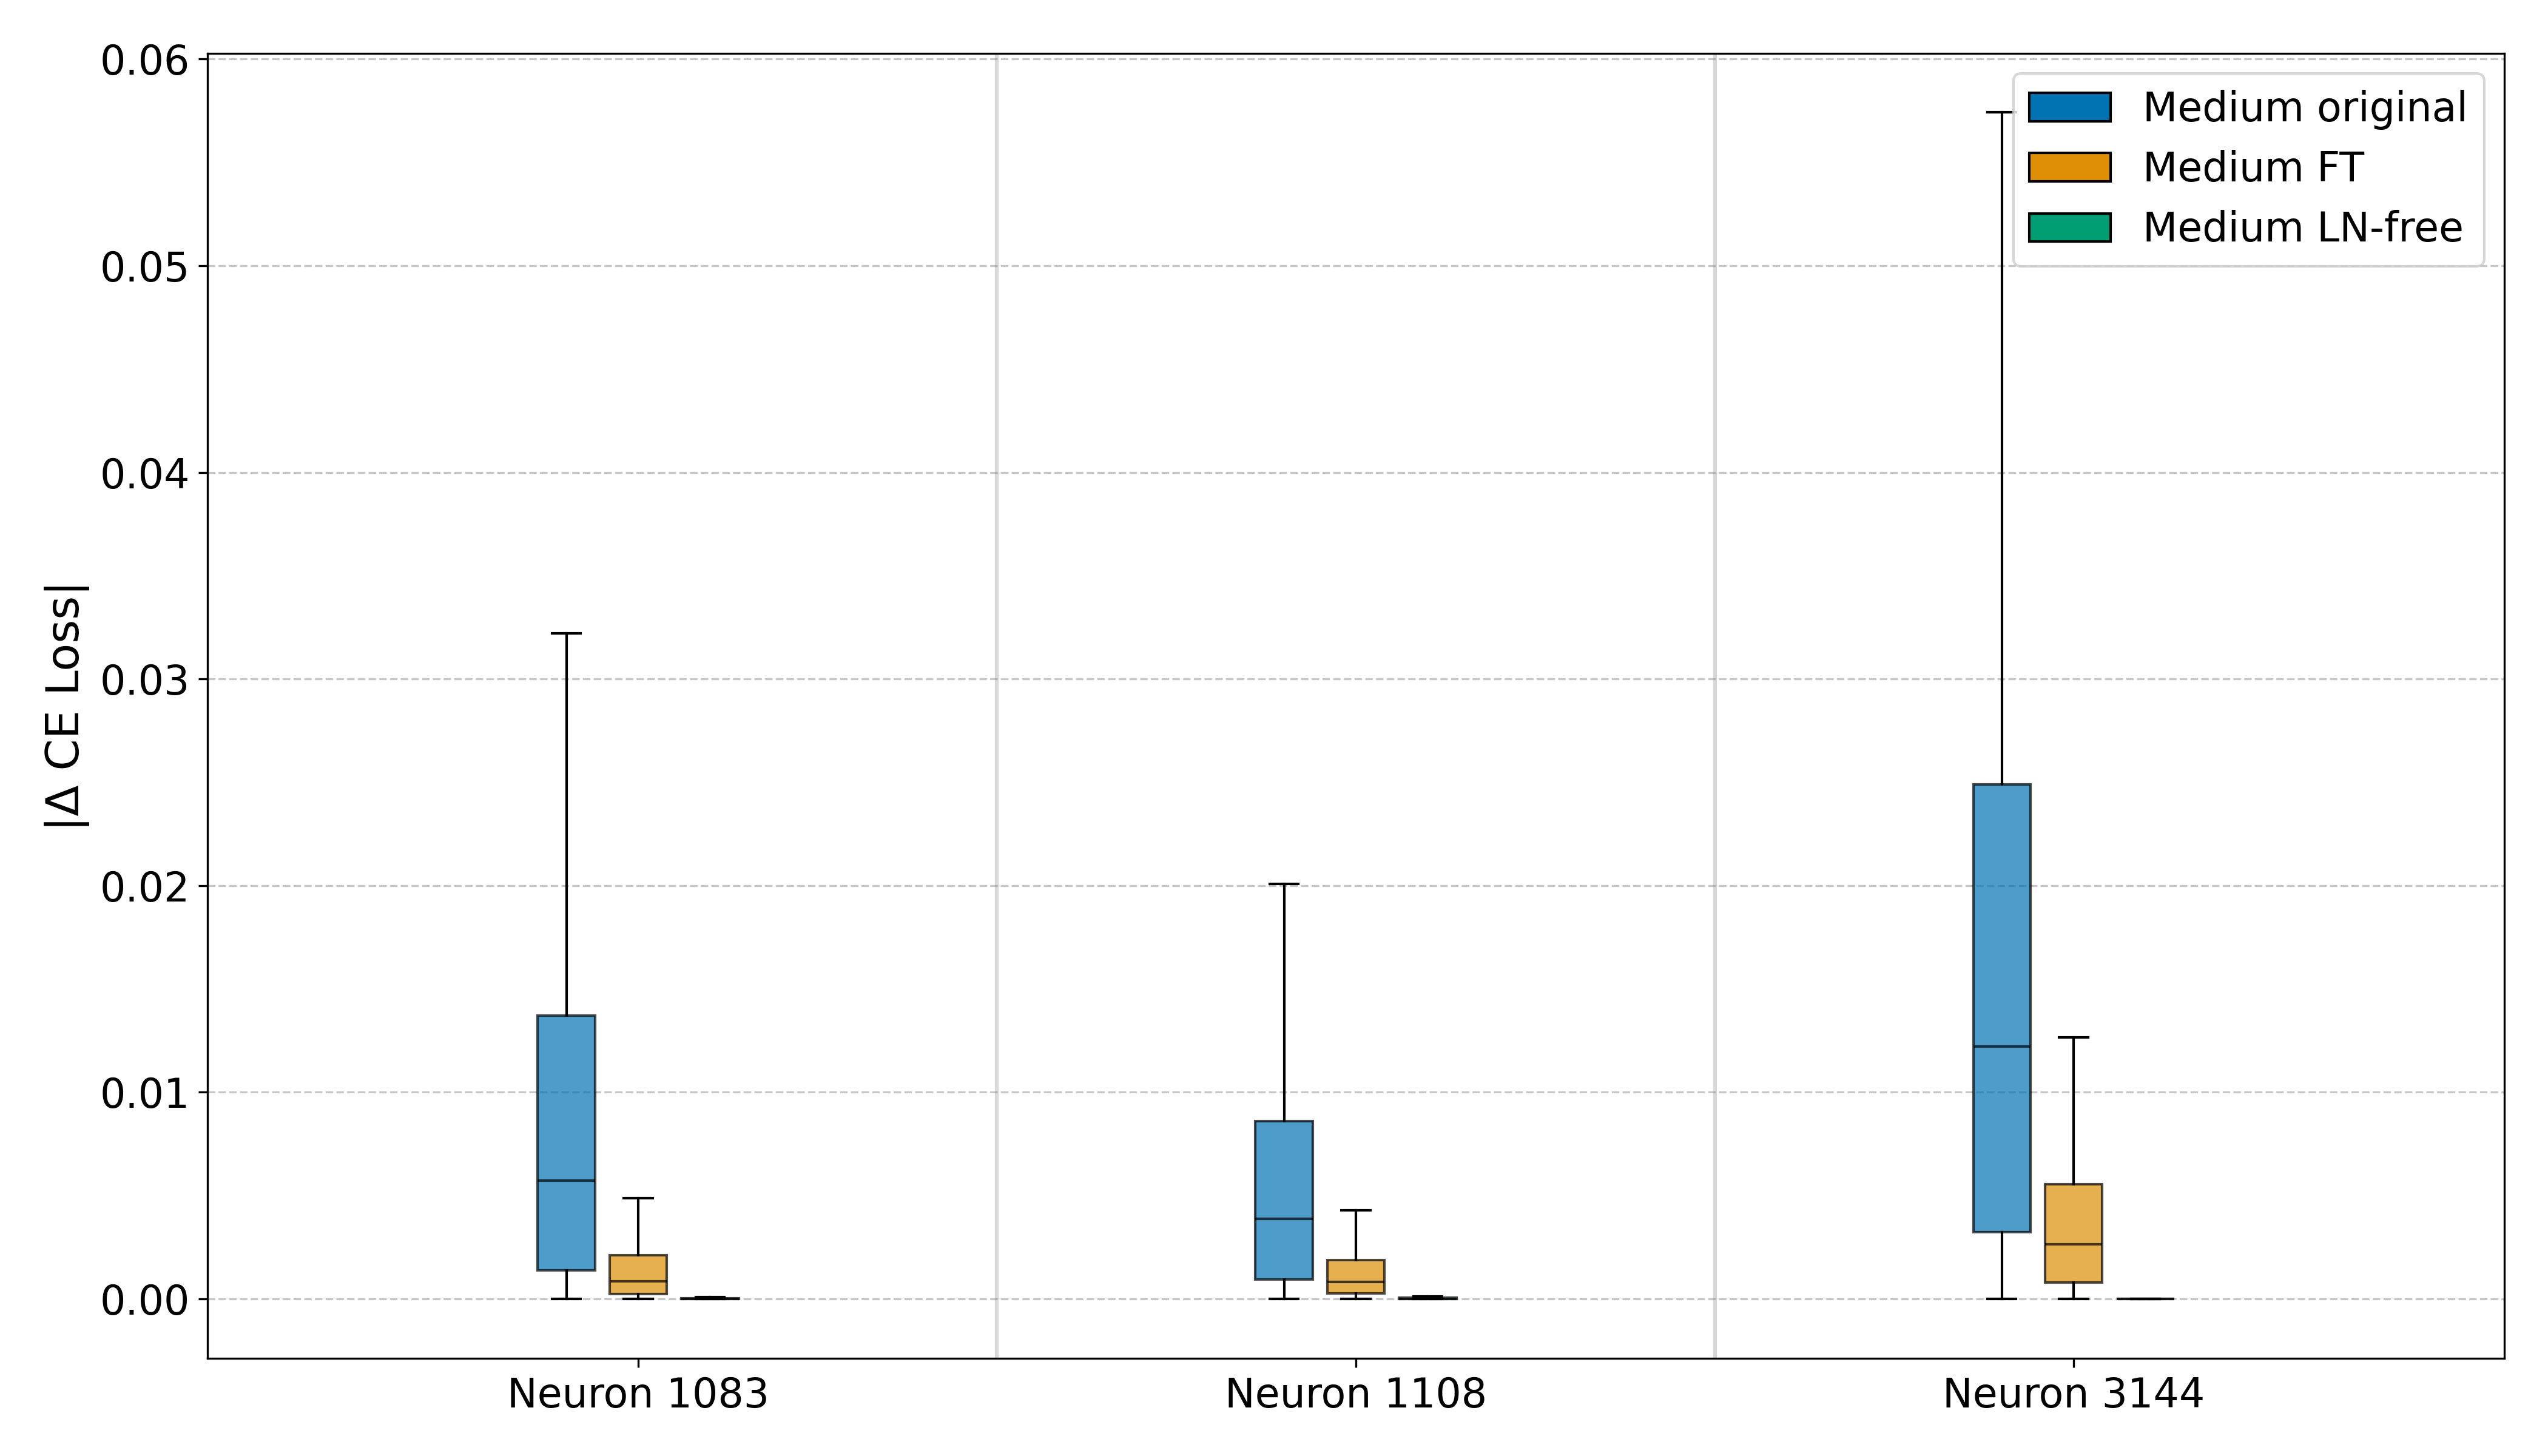 |Δ CE Loss|
0.06
0.05
0.04
0.03
0.02
0.01
0.00
Medium original
Medium FT
Medium LN-free
Neuron 1083
Neuron 1108
Neuron 3144